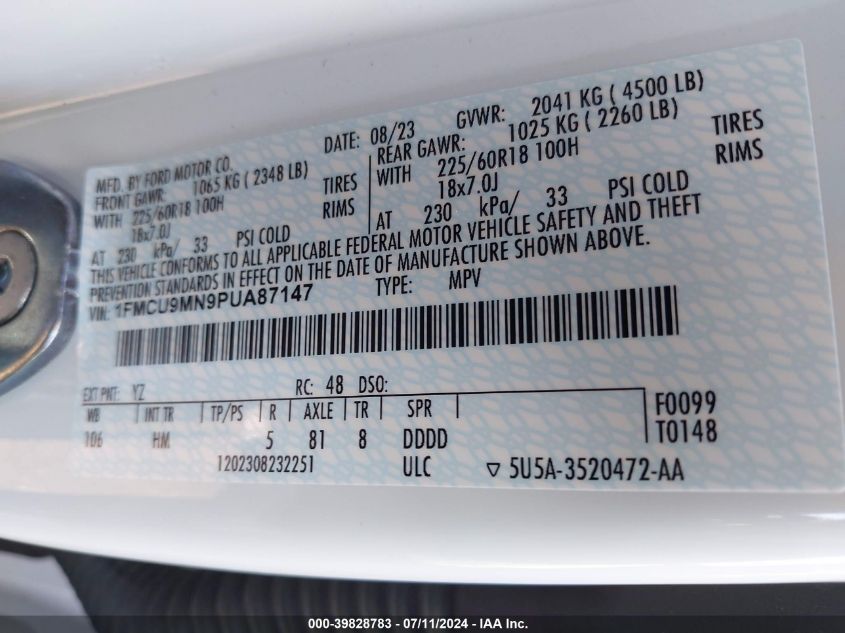 MFD. BY FORD MOTOR CO.
DATE: 08/23
GVWR: 2041 KG ( 4500 LB)
FRONT GAWR: 1065 KG ( 2348 LB)
WITH 225/60R18 100H TIRES
18x7.0J RIMS
AT 230 kPa/ 33 PSI COLD
REAR GAWR: 1025 KG ( 2260 LB)
WITH 225/60R18 100H TIRES
18x7.0J RIMS
AT 230 kPa/ 33 PSI COLD
THIS VEHICLE CONFORMS TO ALL APPLICABLE FEDERAL MOTOR VEHICLE SAFETY AND THEFT
PREVENTION STANDARDS IN EFFECT ON THE DATE OF MANUFACTURE SHOWN ABOVE.
VIN: 1FMCU9MN9PUA87147
TYPE: MPV
EXT PNT: YZ RC: 48 DSO:
WB INT TR TP/PS R AXLE TR SPR
106 HM 5 81 8 DDDD
F0099
T0148
1202308232251 ULC ▽ 5U5A-3520472-AA
000-39828783 - 07/11/2024 - IAA Inc.